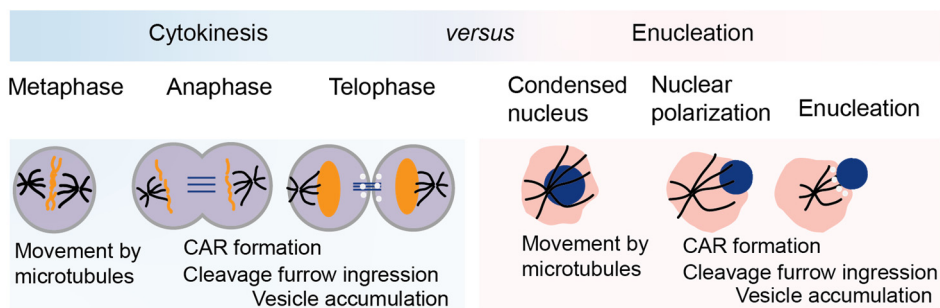 Cytokinesis versus Enucleation
Metaphase Anaphase Telophase
Condensed
nucleus
Nuclear
polarization
Enucleation
Movement by
microtubules
CAR formation
Cleavage furrow ingression
Vesicle accumulation
Movement by
microtubules
CAR formation
Cleavage furrow ingression
Vesicle accumulation